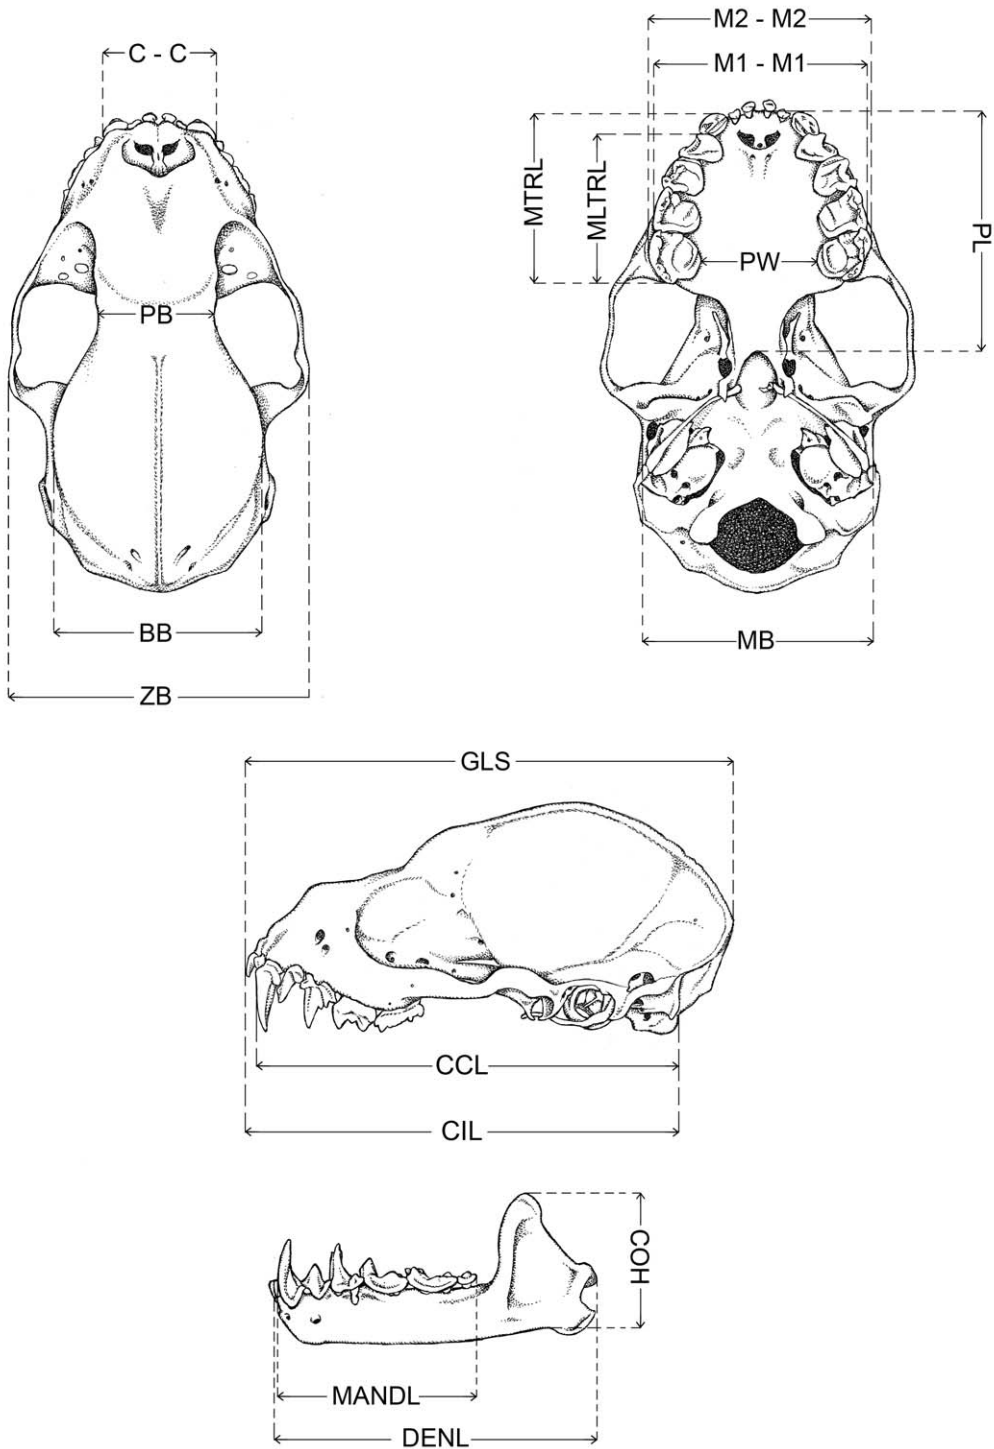 C - C
PB
BB
ZB
M2 - M2
M1 - M1
MTRL
MLTRL
PL
PW
MB
GLS
CCL
CIL
COH
MANDL
DENL